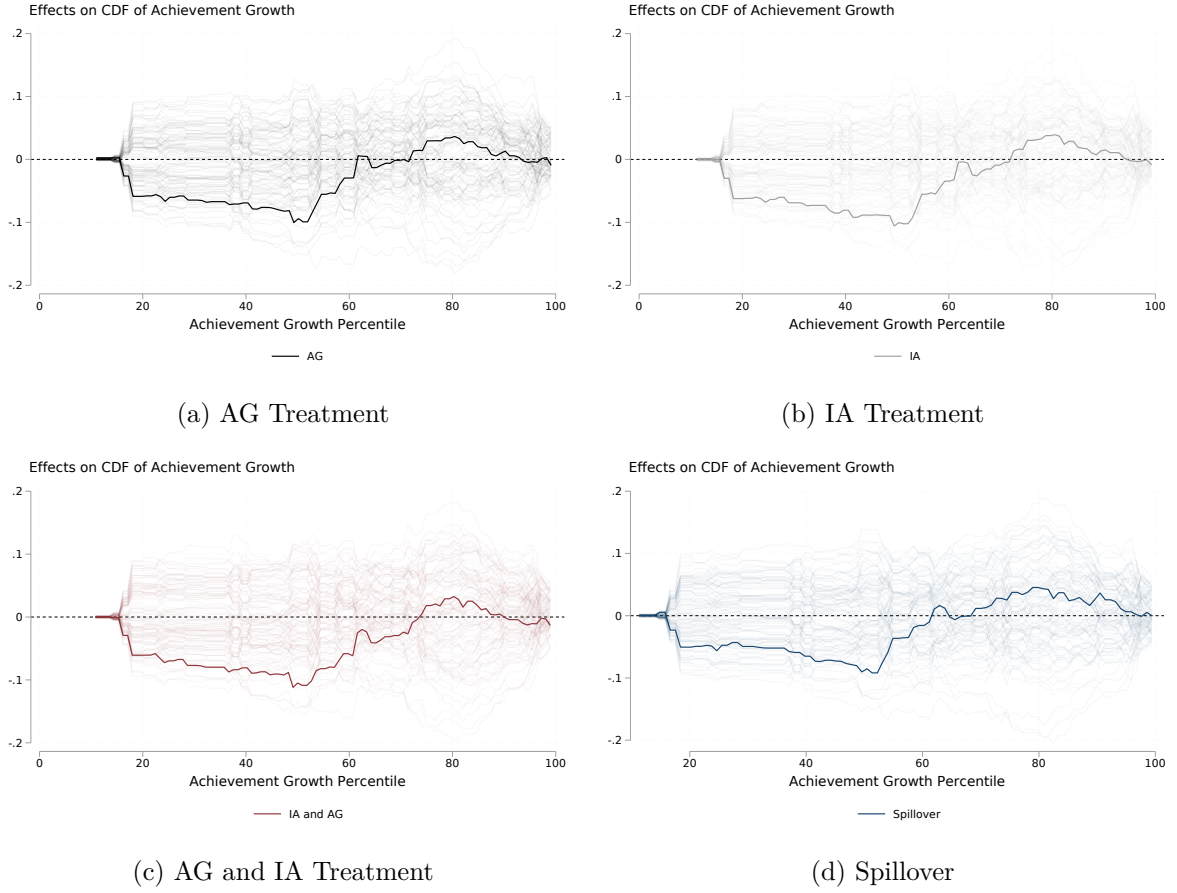 Effects on CDF of Achievement Growth
.2
.1
0
-.1
-.2
0 20 40 60 80 100
Achievement Growth Percentile
AG
(a) AG Treatment
Effects on CDF of Achievement Growth
.2
.1
0
-.1
-.2
0 20 40 60 80 100
Achievement Growth Percentile
IA
(b) IA Treatment
Effects on CDF of Achievement Growth
.2
.1
0
-.1
-.2
0 20 40 60 80 100
Achievement Growth Percentile
IA and AG
(c) AG and IA Treatment
Effects on CDF of Achievement Growth
.2
.1
0
-.1
-.2
20 40 60 80 100
Achievement Growth Percentile
Spillover
(d) Spillover